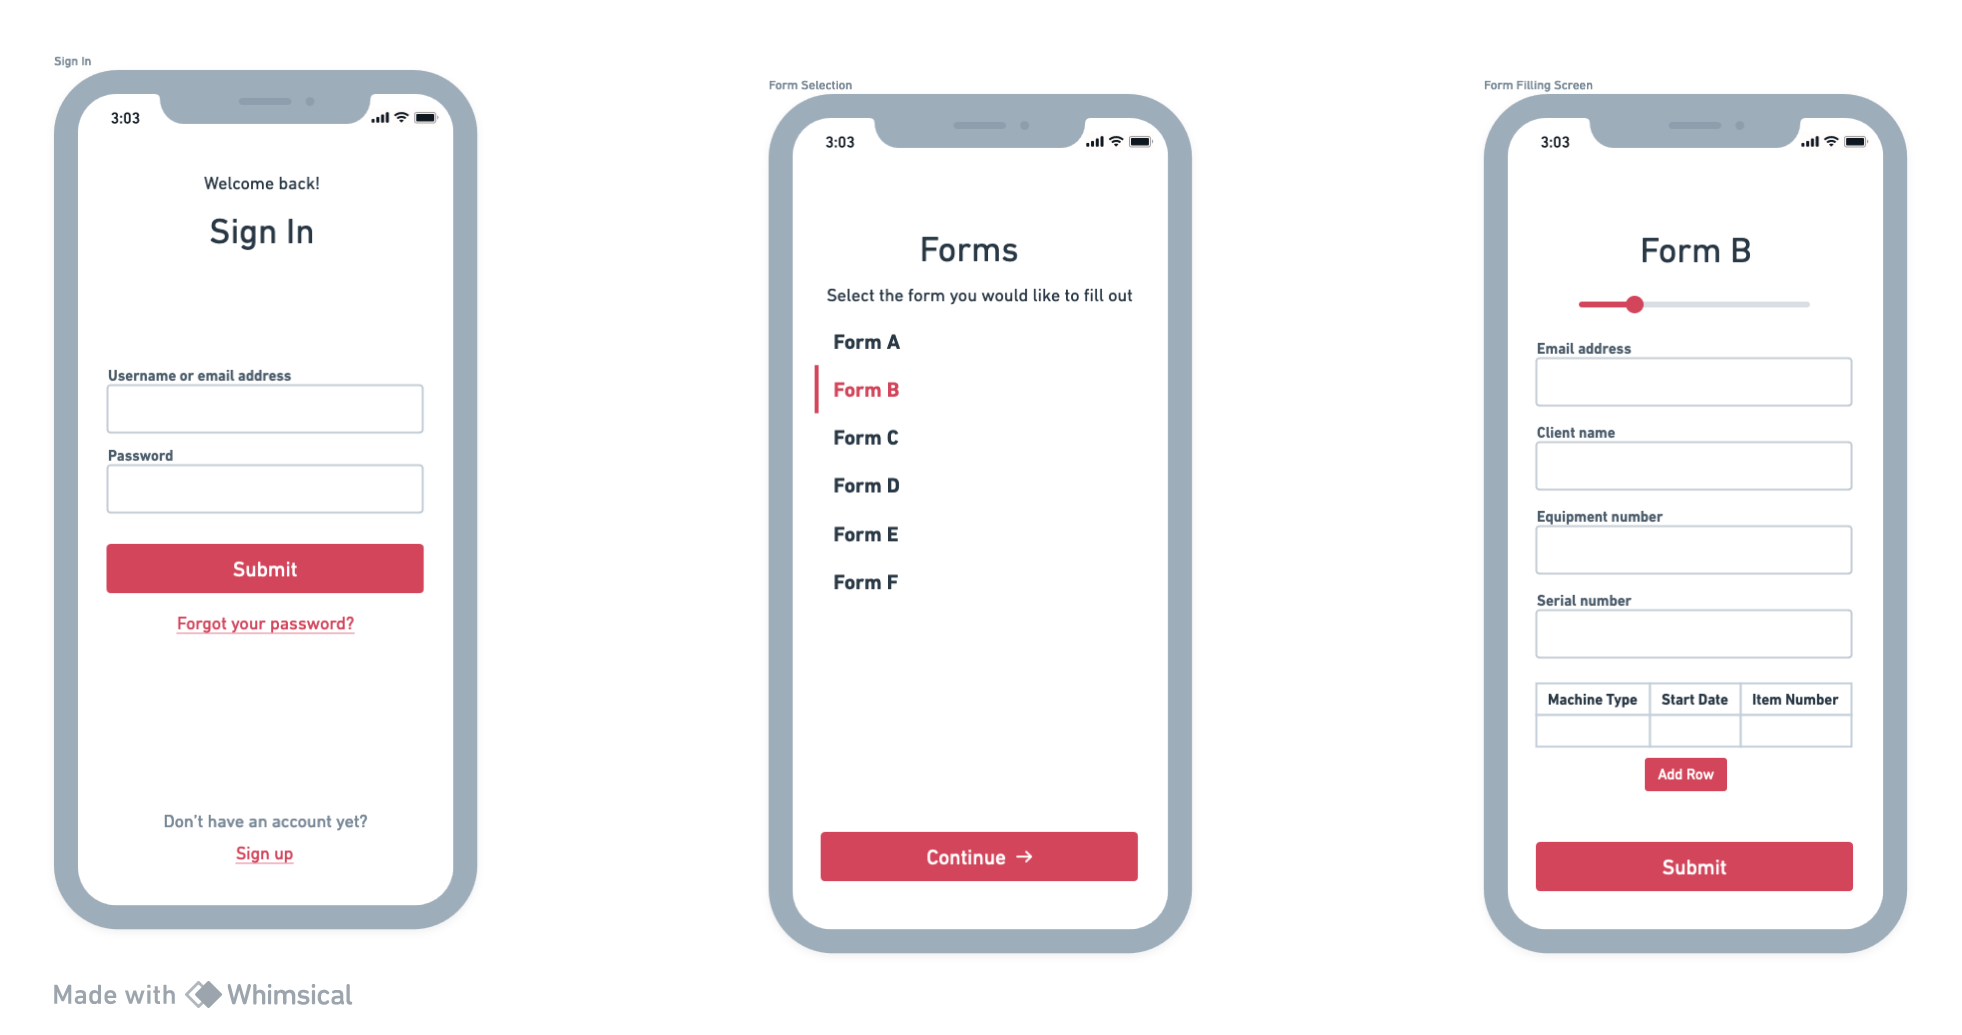 Sign In
3:03
Welcome back!
Sign In
Username or email address
Password
Submit
Forgot your password?
Don't have an account yet?
Sign up
Form Selection
3:03
Forms
Select the form you would like to fill out
Form A
Form B
Form C
Form D
Form E
Form F
Continue →
Form Filling Screen
3:03
Form B
Email address
Client name
Equipment number
Serial number
Machine Type Start Date Item Number
Add Row
Submit
Made with Whimsical